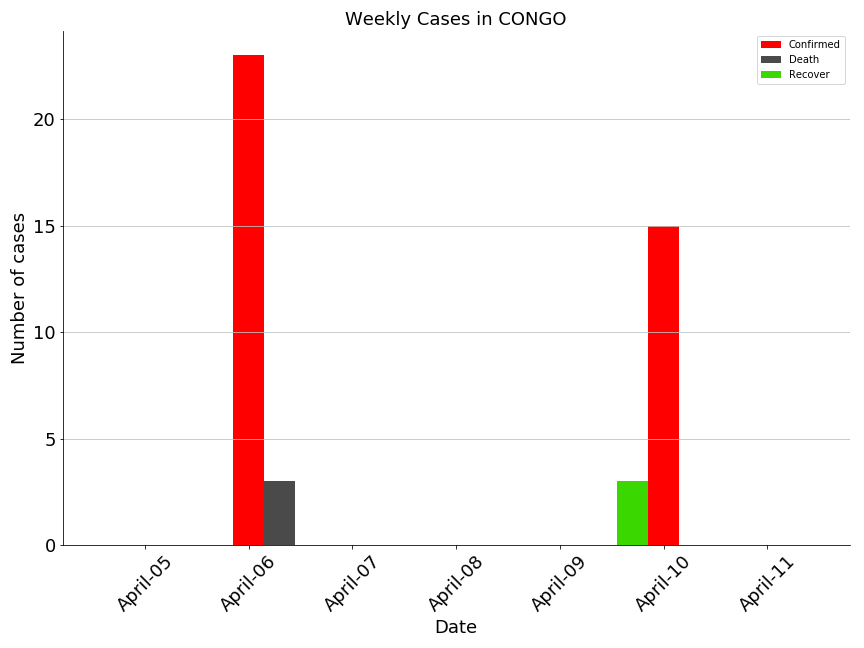 Weekly Cases in CONGO
Confirmed
Death
Recover
Number of cases
20
15
10
5
0
April-05
April-06
April-07
April-08
April-09
April-10
April-11
Date